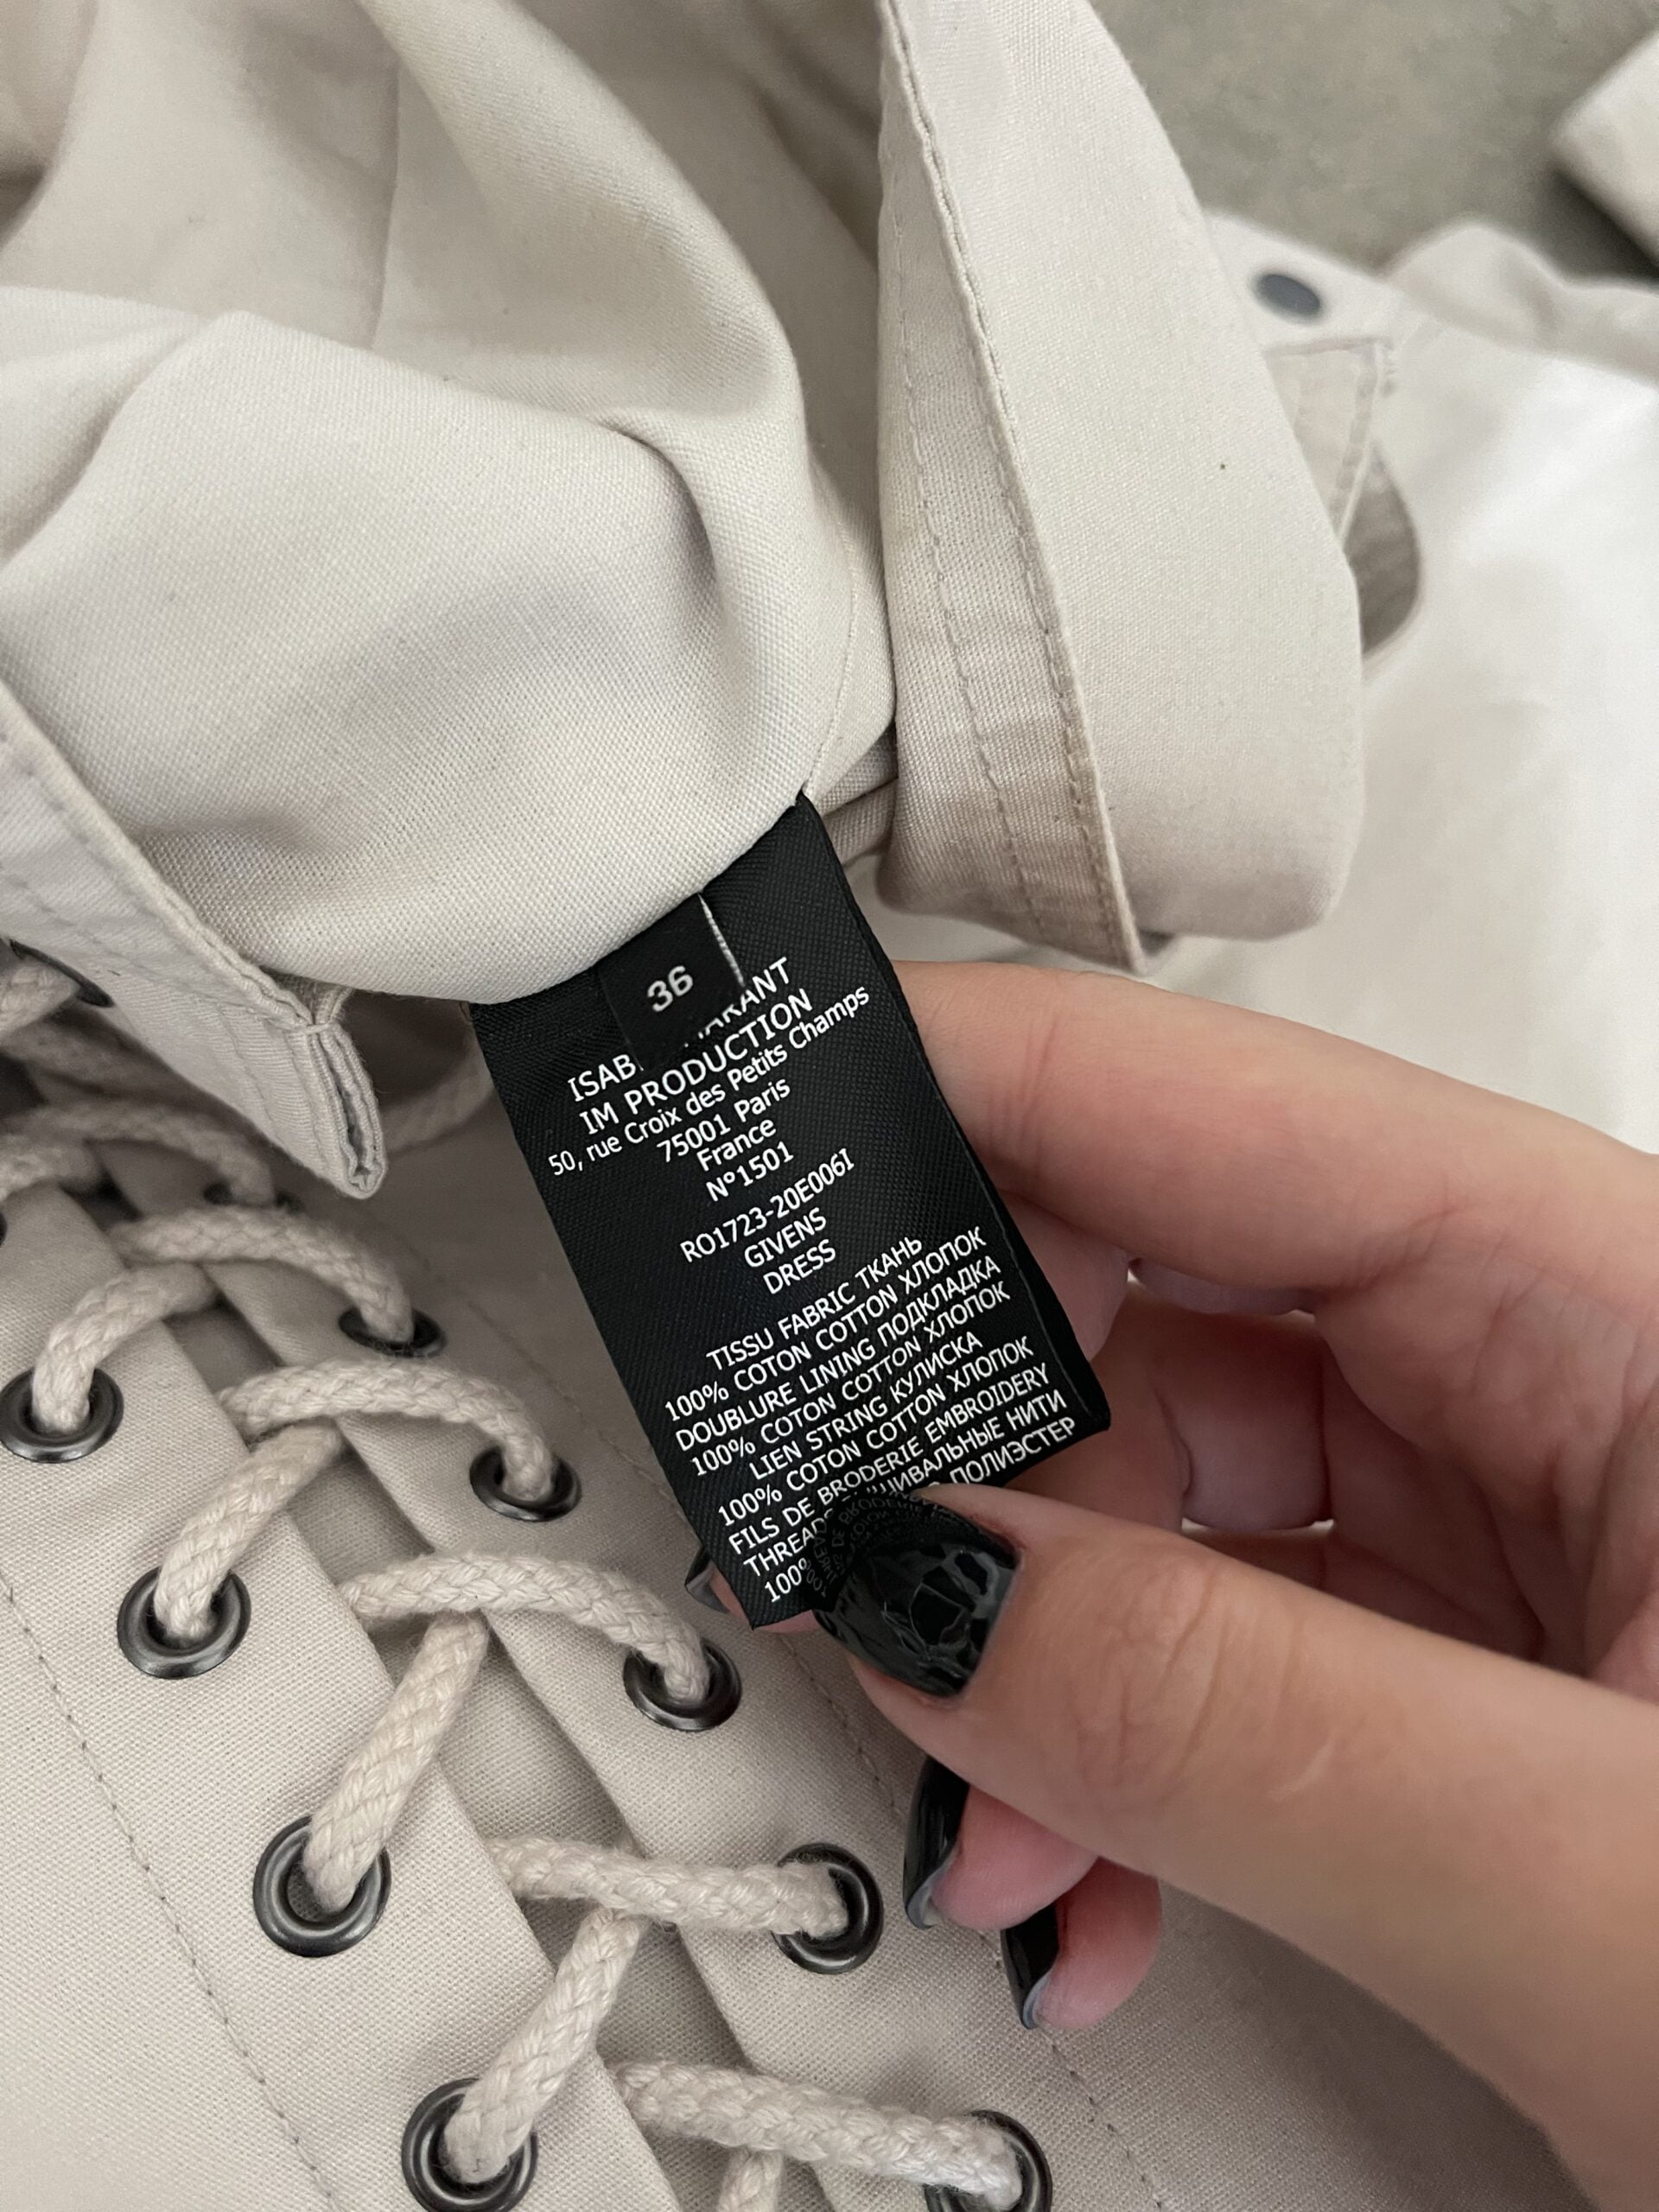 36
ISAB
IM PRODUCTION
50, rue Croix des Petits Champs
75001 Paris
France
N°1501
RO1723-20E006I
GIVENS
DRESS
TISSU FABRIC ТКАНЬ
100% COTON COTTON ХЛОПОК
DOUBLURE LINING ПОДКЛАДКА
100% COTON COTTON ХЛОПОК
LIEN STRING КУЛИСКА
100% COTON COTTON ХЛОПОК
FILS DE BRODERIE EMBROIDERY
THREADS
100% ПОЛИЭСТЕР